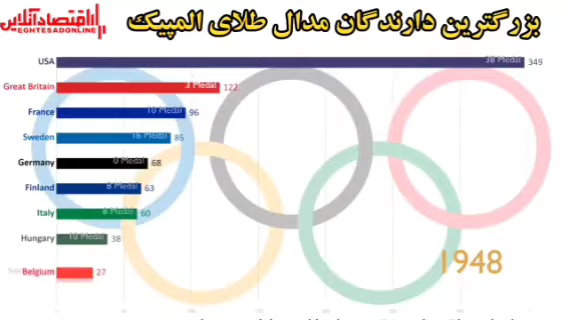 بزرگترین دارندگان مدال طلای المپیک
اقتصادآنلاین
EGHTESADONLINE
USA 38 Medal 349
Great Britain 3 Medal 122
France 10 Medal 96
Sweden 16 Medal 85
Germany 0 Medal 68
Finland 8 Medal 63
Italy 8 Medal 60
Hungary 10 Medal 38
Belgium 27
1948